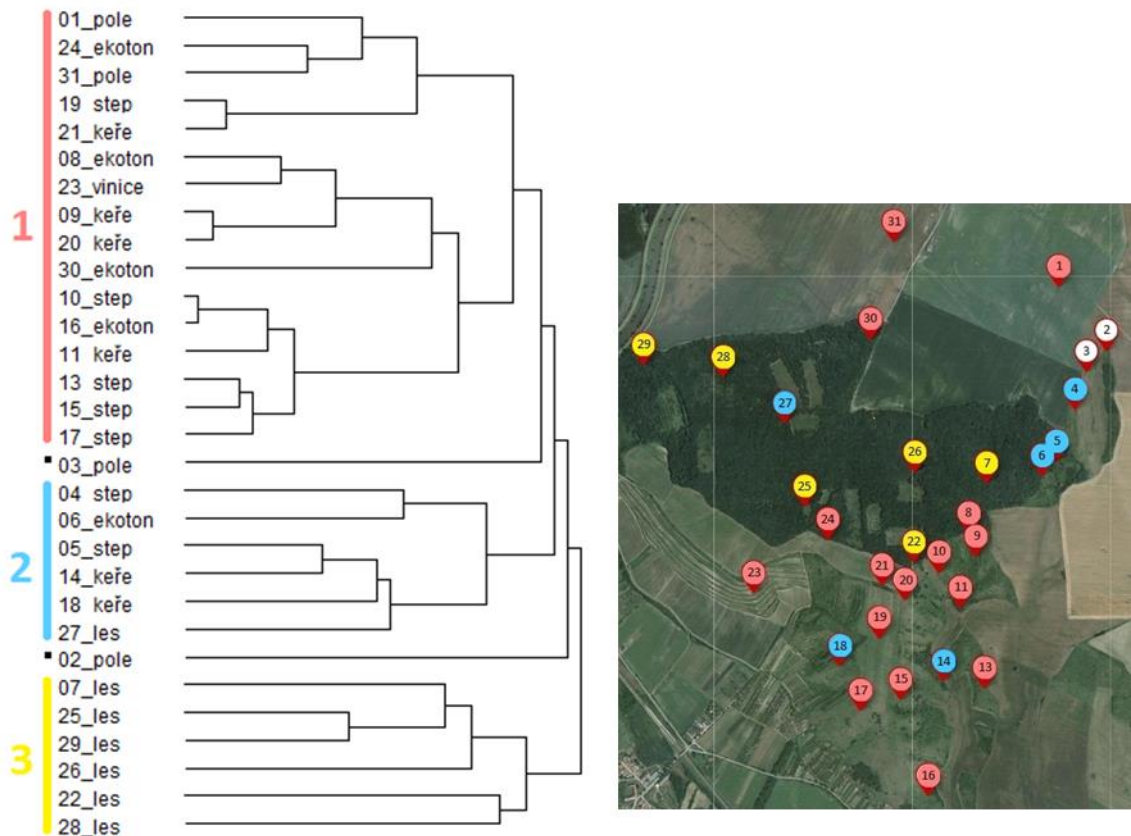 01_pole
24_ekoton
31_pole
19_step
21_keře
08_ekoton
23_vinice
09_keře
20_keře
30_ekoton
10_step
16_ekoton
11_keře
13_step
15_step
17_step
03_pole
04_step
06_ekoton
05_step
14_keře
18_keře
27_les
02_pole
07_les
25_les
29_les
26_les
22_les
28_les
1
2
3
31
1
30
2
29
28
3
4
27
5
26
6
7
25
8
24
9
22
10
21
23
20
11
19
18
14
13
15
17
16